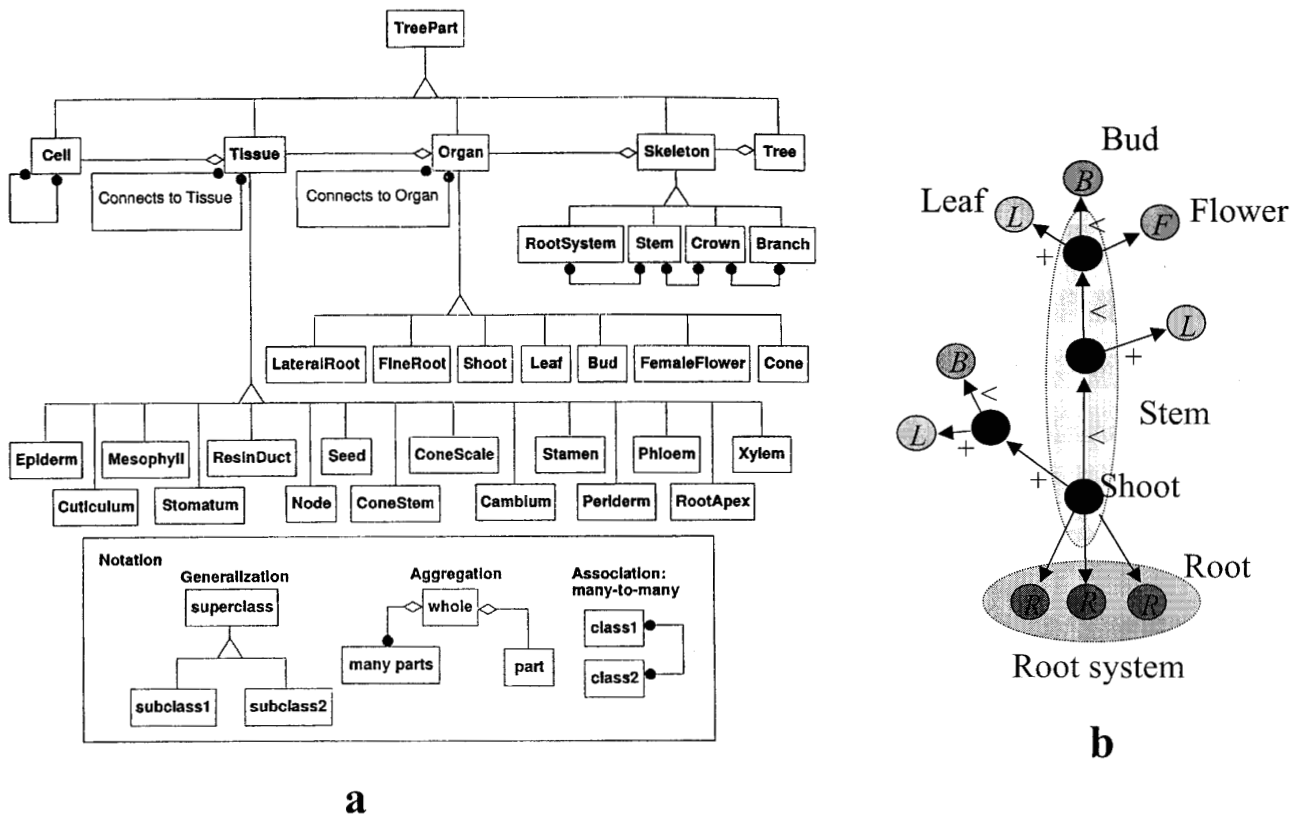 TreePart
Cell
Tissue
Organ
Skeleton
Tree
Connects to Tissue
Connects to Organ
RootSystem
Stem
Crown
Branch
LateralRoot
FineRoot
Shoot
Leaf
Bud
FemaleFlower
Cone
Epiderm
Mesophyll
ResinDuct
Seed
ConeScale
Stamen
Phloem
Xylem
Cuticulum
Stomatum
Node
ConeStem
Cambium
Periderm
RootApex
Notation
Generalization
superclass
subclass1
subclass2
Aggregation
whole
many parts
part
Association:
many-to-many
class1
class2
a
Bud
B
Leaf
L
<
F
Flower
+
<
L
+
B
<
Stem
L
+
<
+
Shoot
Root
R
R
R
Root system
b